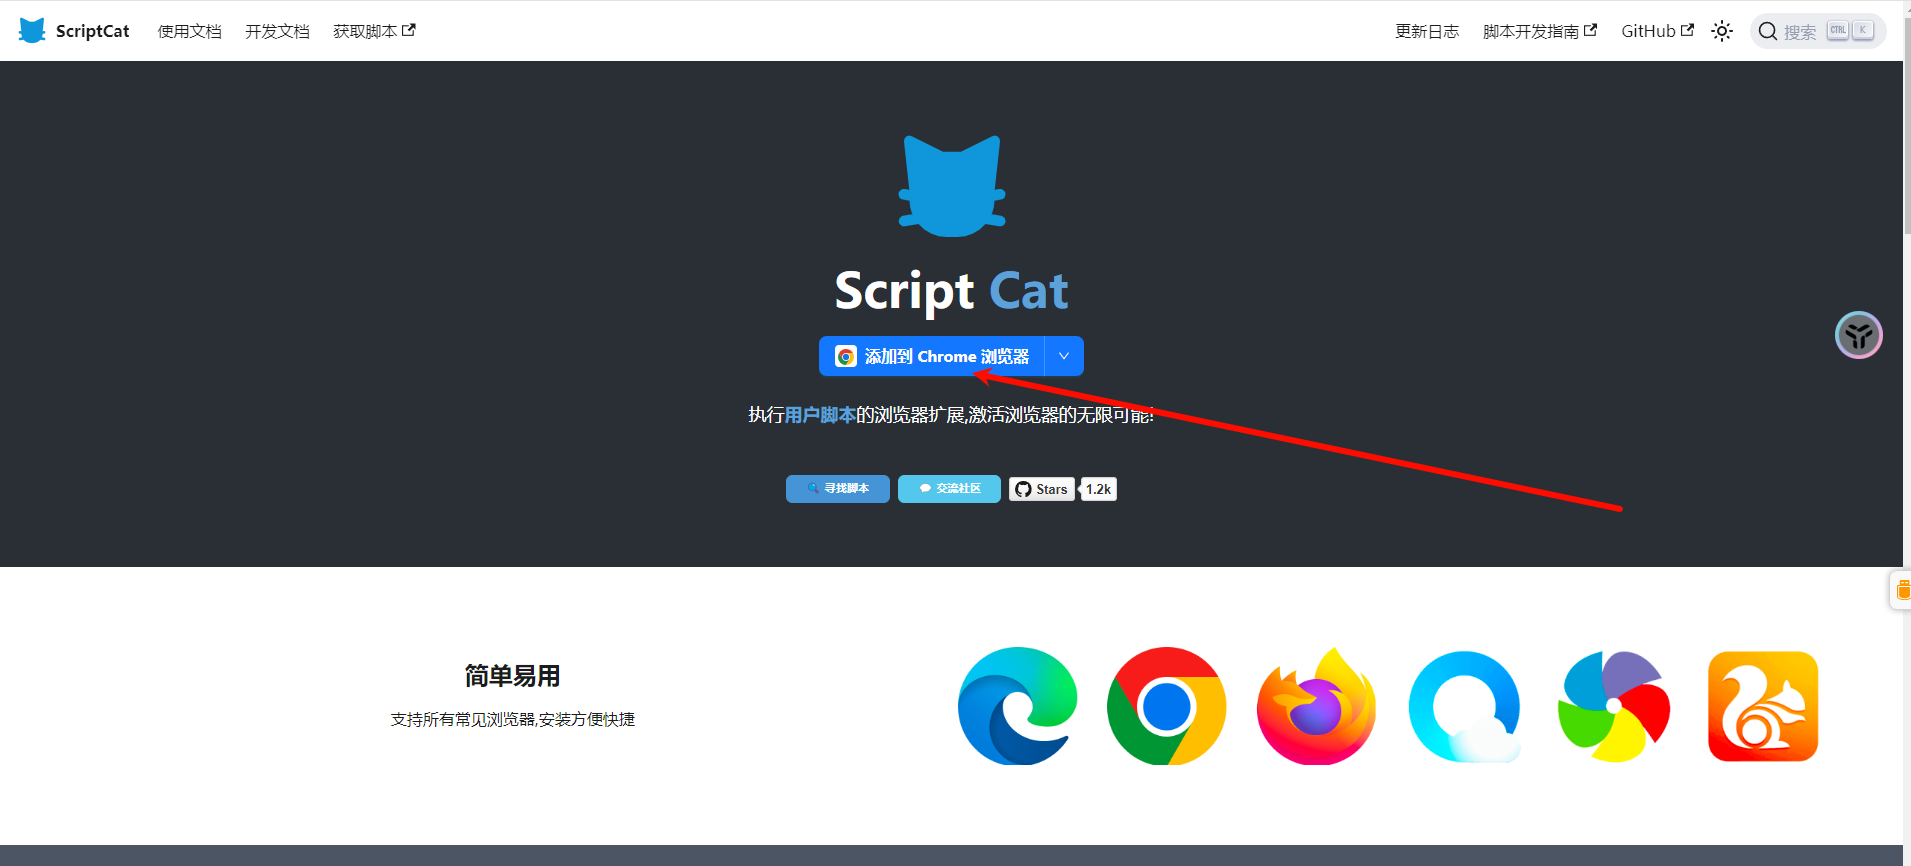 ScriptCat 使用文档 开发文档 获取脚本 更新日志 脚本开发指南 GitHub 搜索 CTRL K
Script Cat
添加到 Chrome 浏览器
执行用户脚本的浏览器扩展,激活浏览器的无限可能!
寻找脚本 交流社区 Stars 1.2k
简单易用
支持所有常见浏览器,安装方便快捷